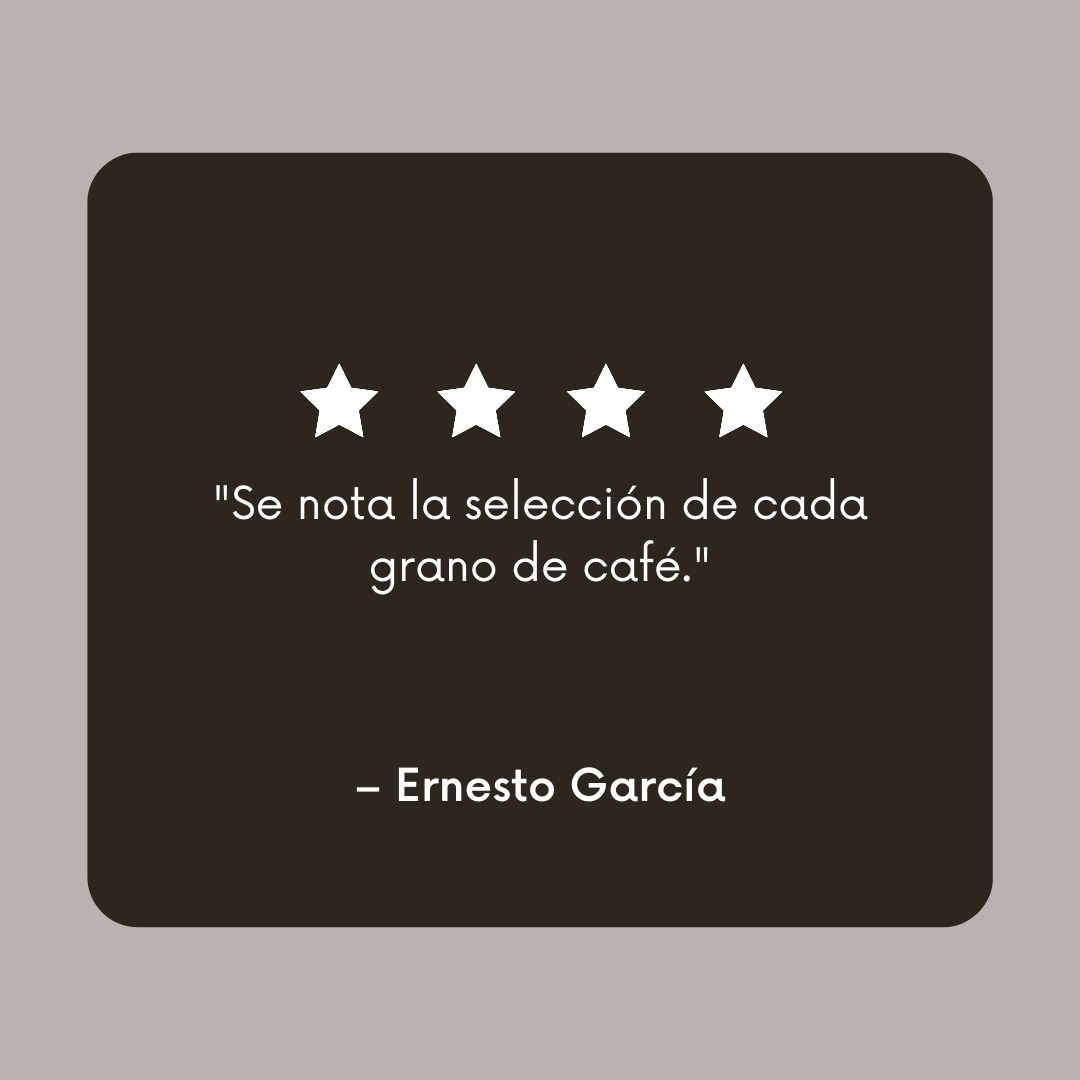 "Se nota la selección de cada
grano de café."
– Ernesto García